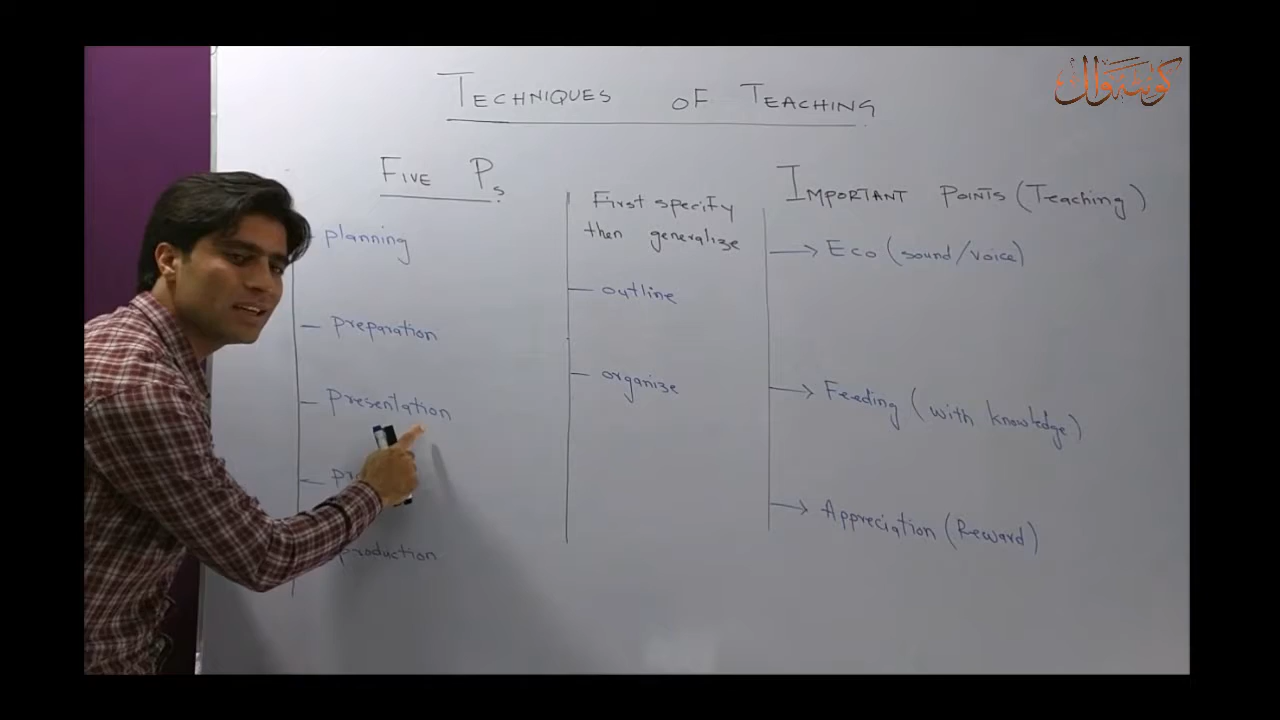 TECHNIQUES OF TEACHING
FIVE Ps
planning
preparation
presentation
production
First specify
then generalize
outline
organize
IMPORTANT POINTS (Teaching)
Eco (sound/voice)
Feeding (with knowledge)
Appreciation (Reward)